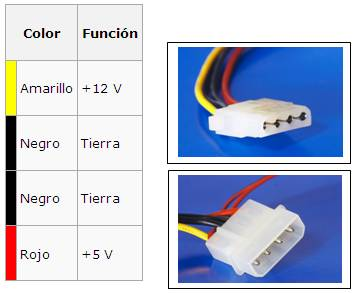 Color Función
Amarillo +12 V
Negro Tierra
Negro Tierra
Rojo +5 V